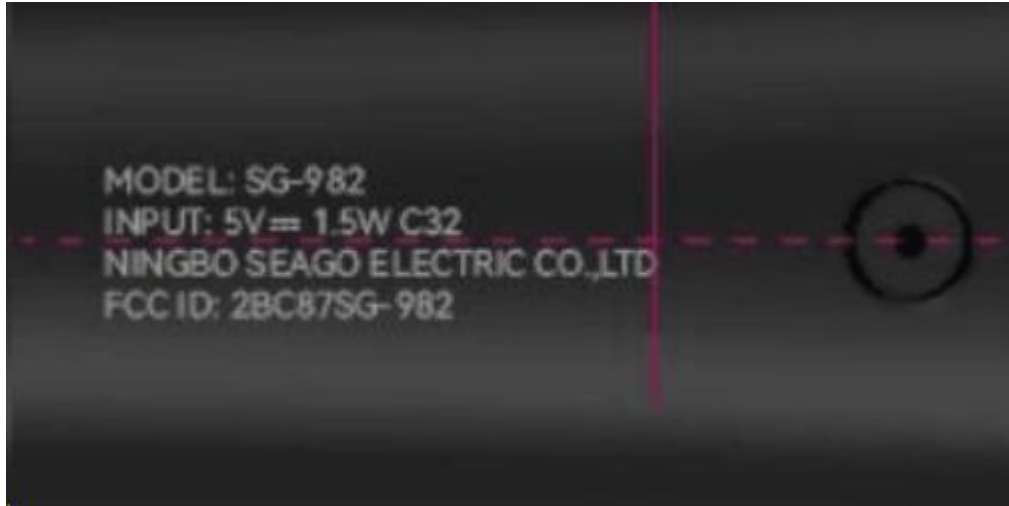 MODEL: SG-982
INPUT: 5V⎓ 1.5W C32
NINGBO SEAGO ELECTRIC CO.,LTD
FCC ID: 2BC87SG-982